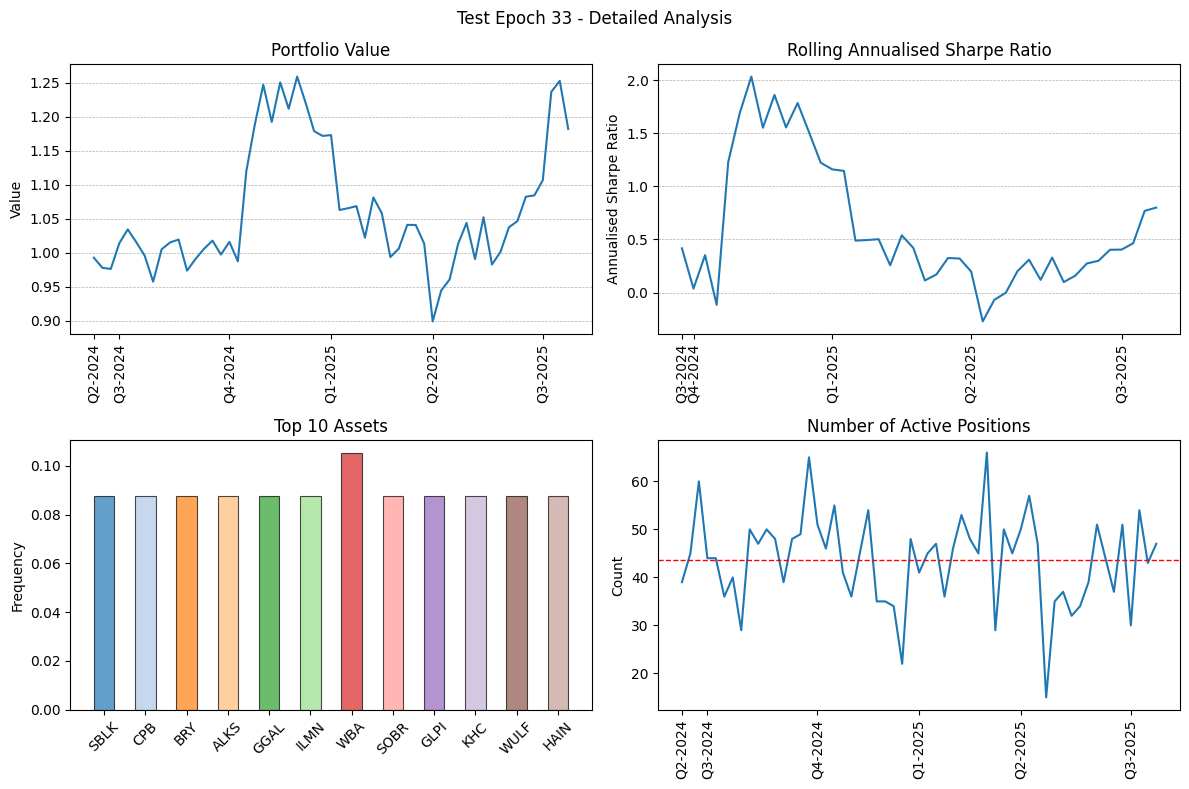 Test Epoch 33 - Detailed Analysis
Portfolio Value
Value
1.25
1.20
1.15
1.10
1.05
1.00
0.95
0.90
Q2-2024
Q3-2024
Q4-2024
Q1-2025
Q2-2025
Q3-2025
Rolling Annualised Sharpe Ratio
Annualised Sharpe Ratio
2.0
1.5
1.0
0.5
0.0
Q3-2024
Q4-2024
Q1-2025
Q2-2025
Q3-2025
Top 10 Assets
Frequency
0.10
0.08
0.06
0.04
0.02
0.00
SBLK
CPB
BRY
ALKS
GGAL
ILMN
WBA
SOBR
GLPI
KHC
WULF
HAIN
Number of Active Positions
Count
60
50
40
30
20
Q2-2024
Q3-2024
Q4-2024
Q1-2025
Q2-2025
Q3-2025